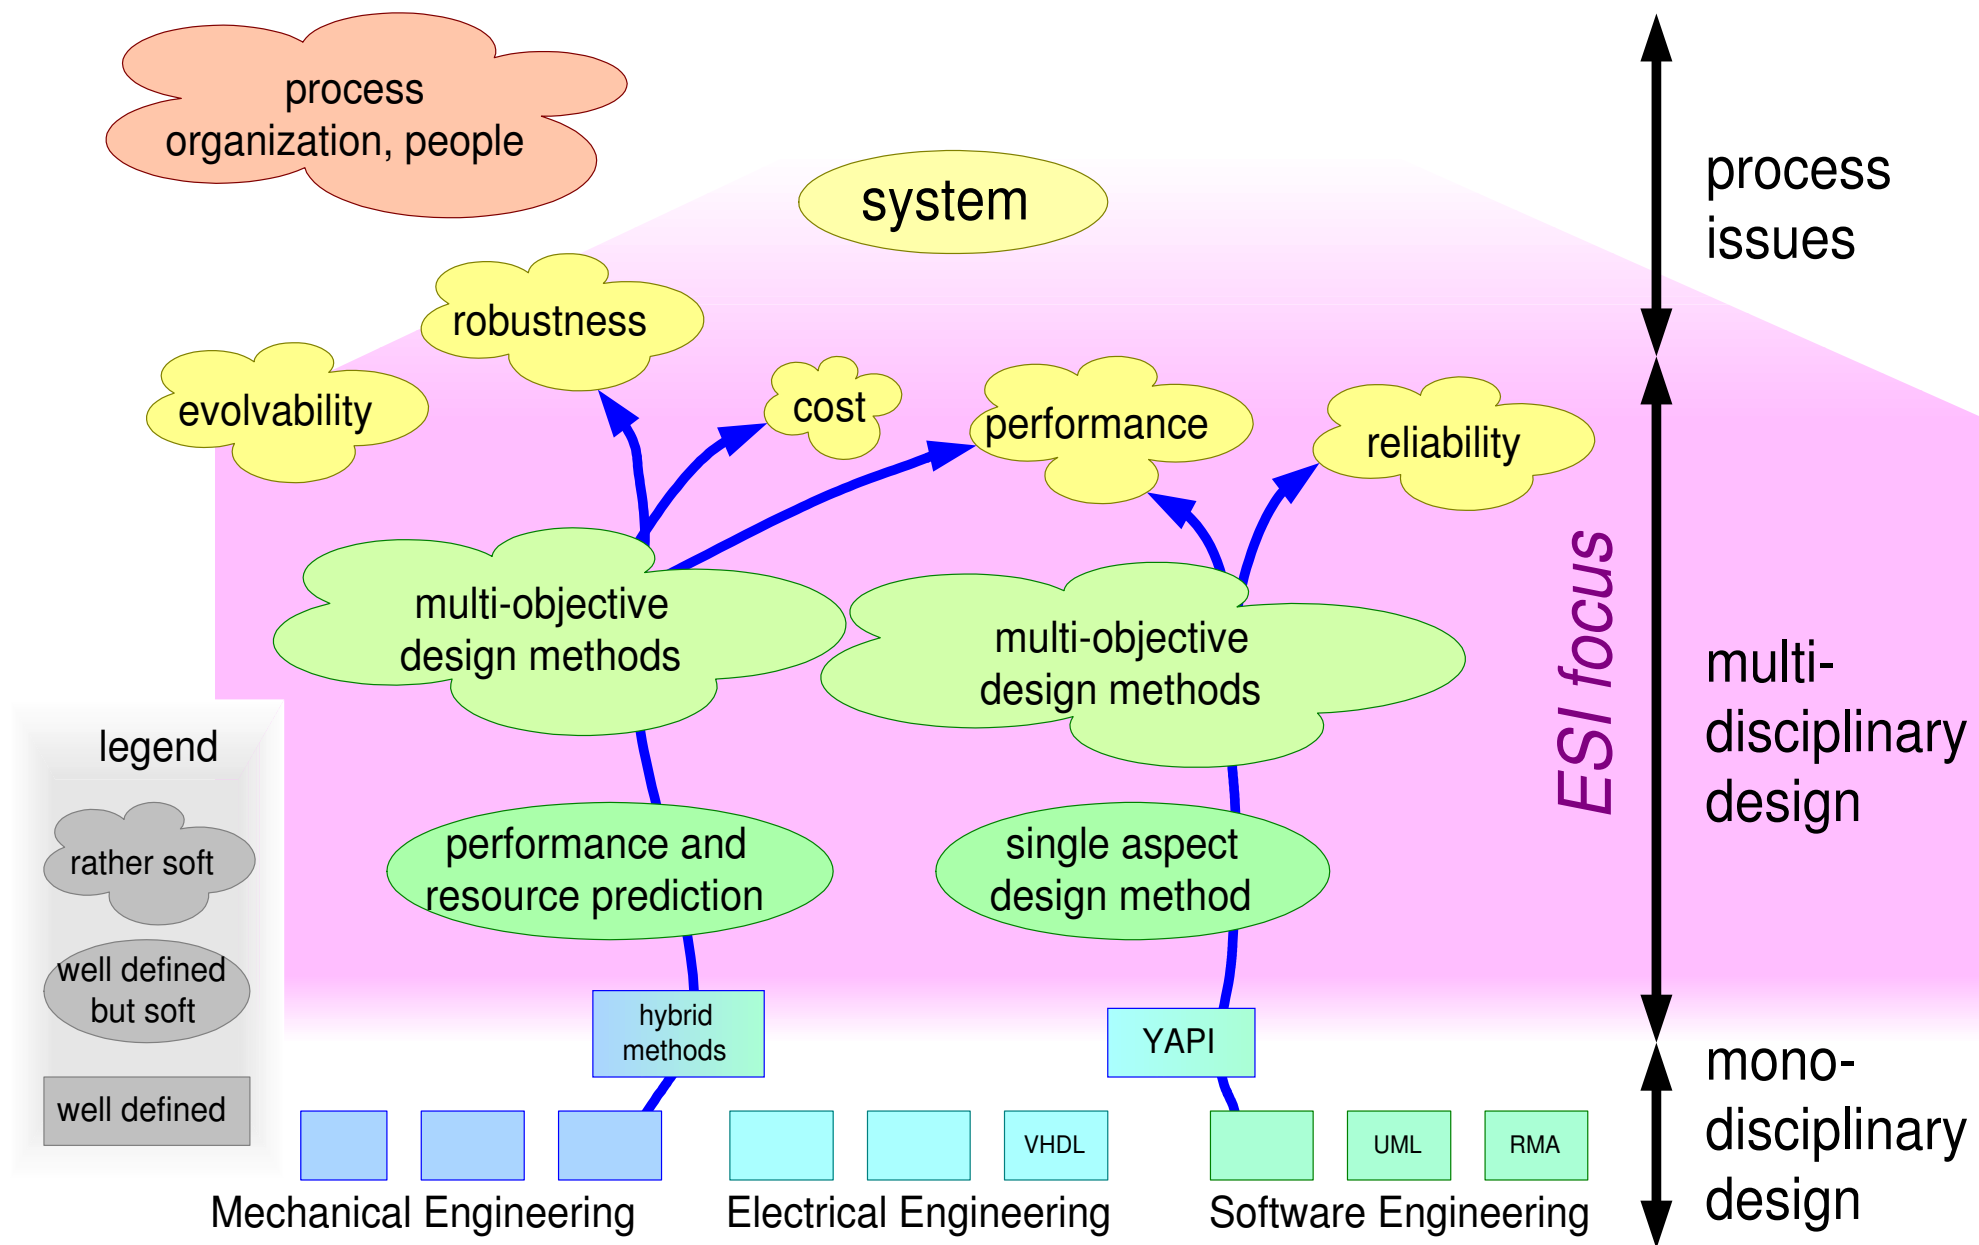 process
organization, people
system
process
issues
robustness
evolvability
cost
performance
reliability
multi-objective
design methods
multi-objective
design methods
ESI focus
multi-
disciplinary
design
legend
rather soft
well defined
but soft
well defined
performance and
resource prediction
single aspect
design method
hybrid
methods
YAPI
mono-
disciplinary
design
VHDL
UML
RMA
Mechanical Engineering
Electrical Engineering
Software Engineering